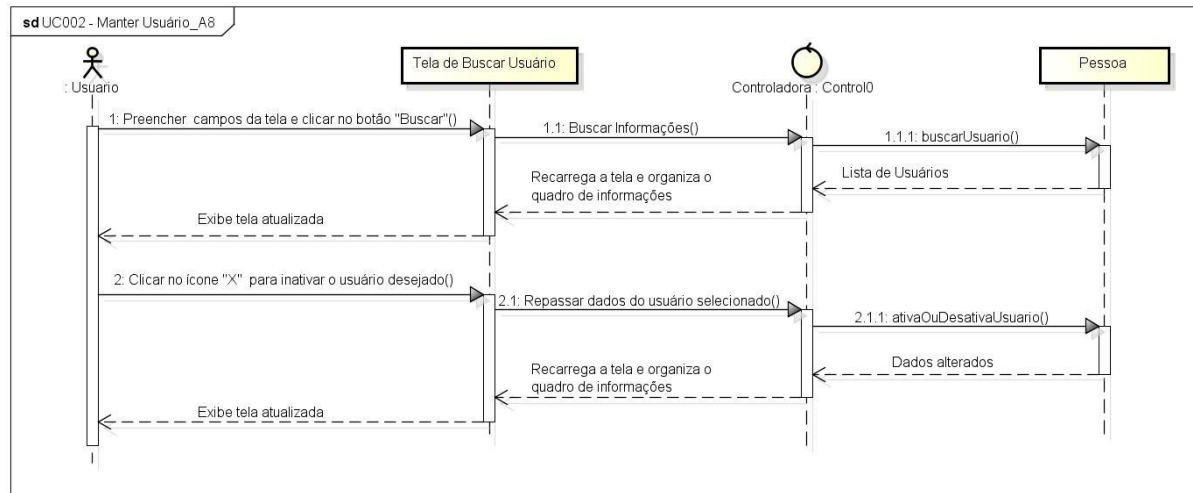 sd UC002 - Manter Usuário_A8
: Usuario
Tela de Buscar Usuário
Controladora : Control0
Pessoa
1: Preencher campos da tela e clicar no botão "Buscar"()
1.1: Buscar Informações()
1.1.1: buscarUsuario()
Lista de Usuários
Recarrega a tela e organiza o
quadro de informações
Exibe tela atualizada
2: Clicar no ícone "X" para inativar o usuário desejado()
2.1: Repassar dados do usuário selecionado()
2.1.1: ativaOuDesativaUsuario()
Dados alterados
Recarrega a tela e organiza o
quadro de informações
Exibe tela atualizada